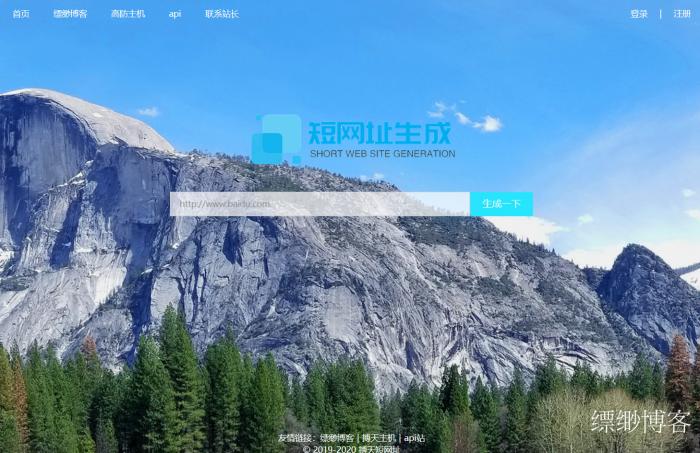 首页 缥缈博客 高防主机 api 联系站长 登录 | 注册
短网址生成
SHORT WEB SITE GENERATION
http://www.baidu.com 生成一下
缥缈博客
友情链接：缥缈博客 | 搏天主机 | api站
© 2019-2020 搏天短网址